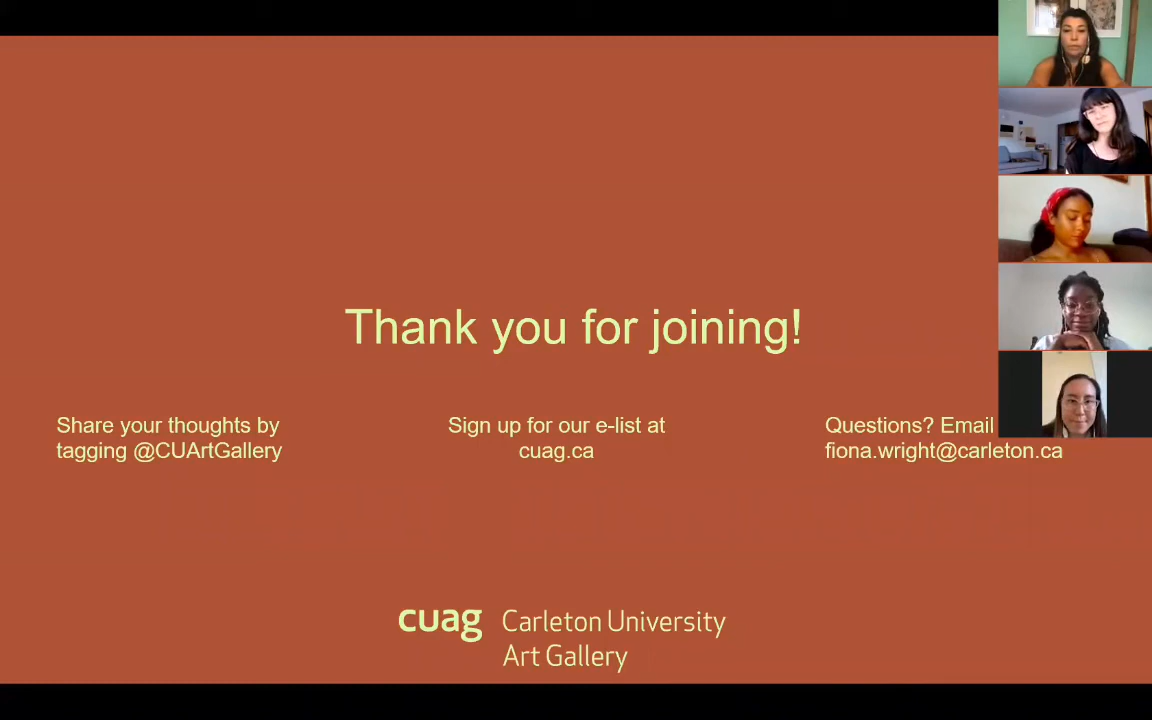 Thank you for joining!
Share your thoughts by
tagging @CUArtGallery
Sign up for our e-list at
cuag.ca
Questions? Email
fiona.wright@carleton.ca
cuag Carleton University
Art Gallery